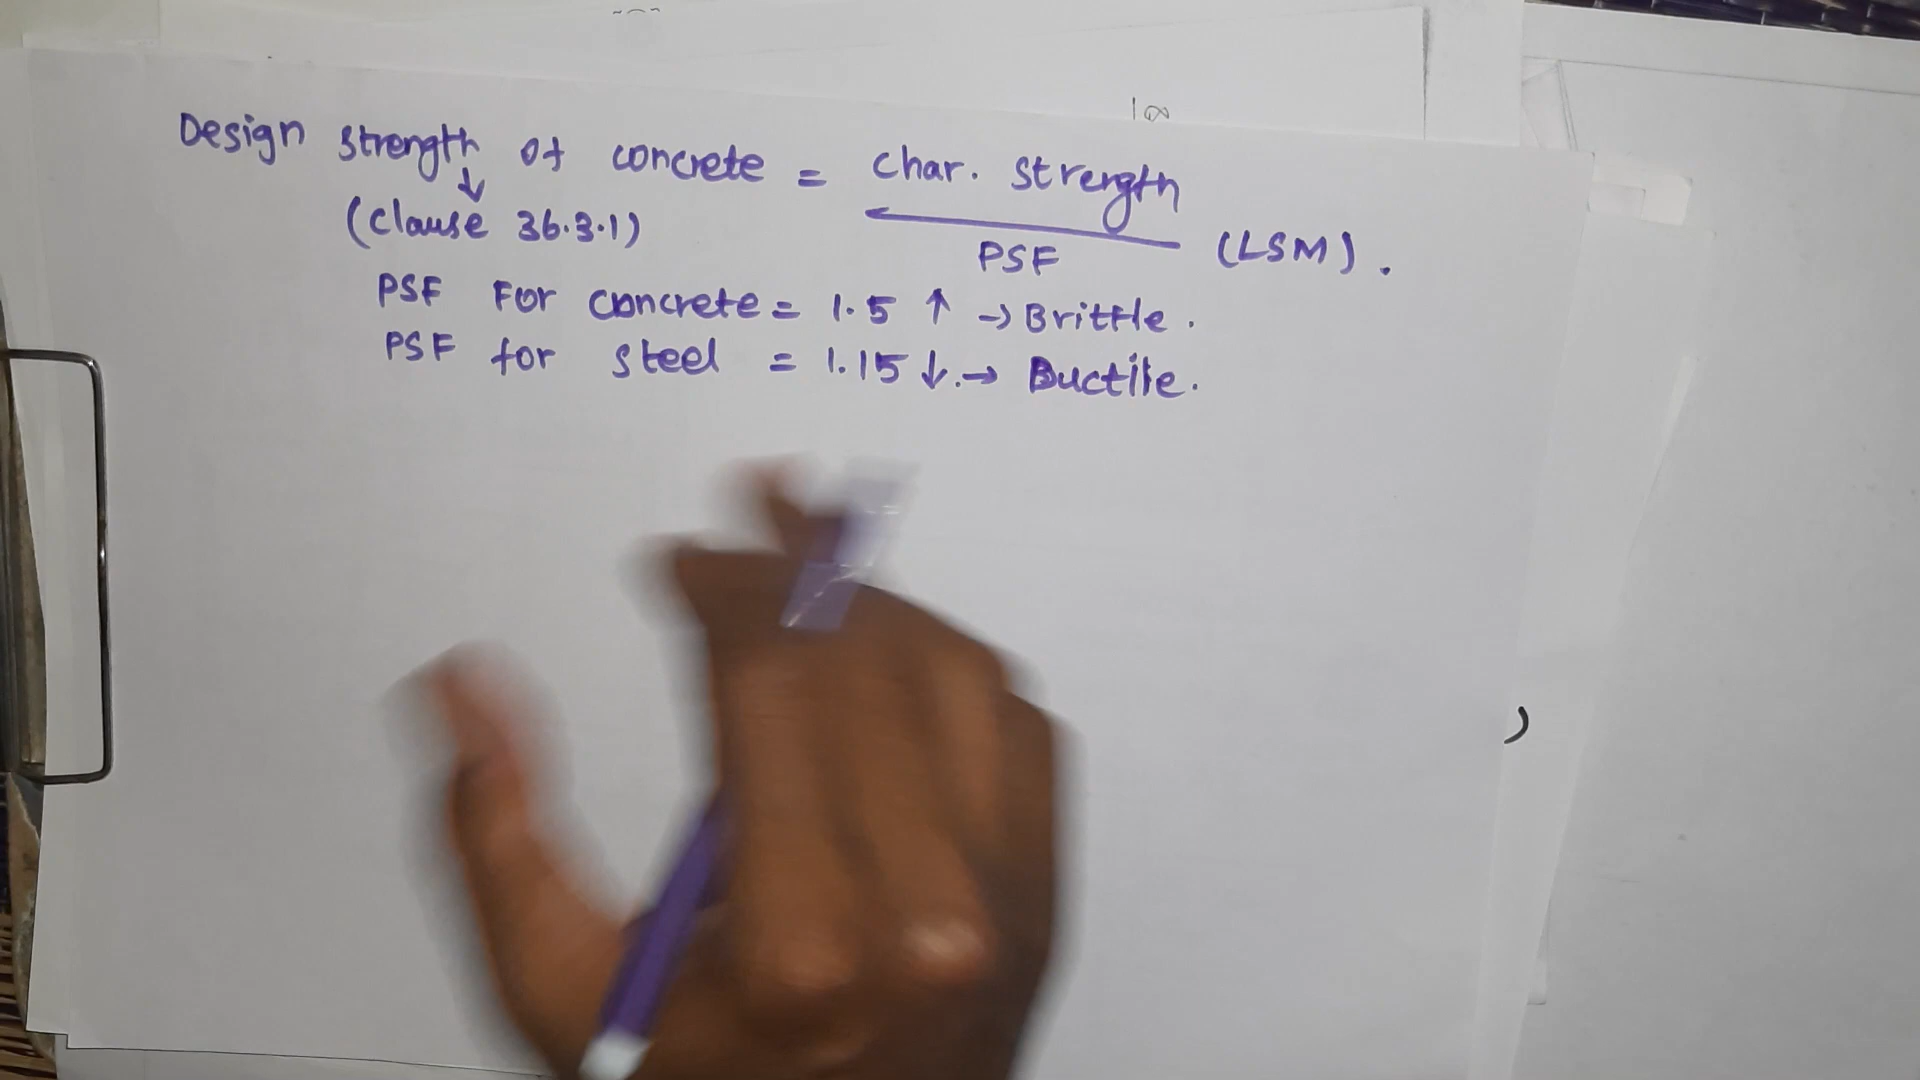 Design strength of concrete = char. strength
PSF (LSM).
(clause 36.3.1)
PSF For concrete = 1.5 ↑ → Brittle.
PSF for steel = 1.15 ↓. → Ductile.